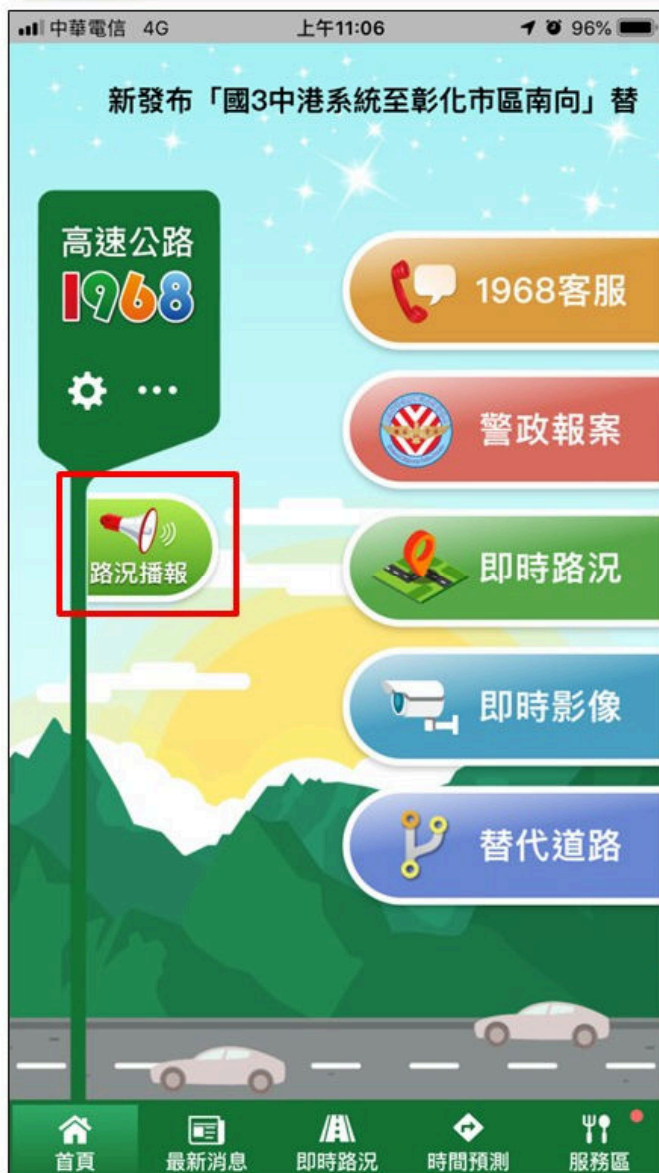 中華電信 4G 上午11:06 96%
新發布「國3中港系統至彰化市區南向」替
高速公路
1968
1968客服
警政報案
路況播報
即時路況
即時影像
替代道路
首頁 最新消息 即時路況 時間預測 服務區